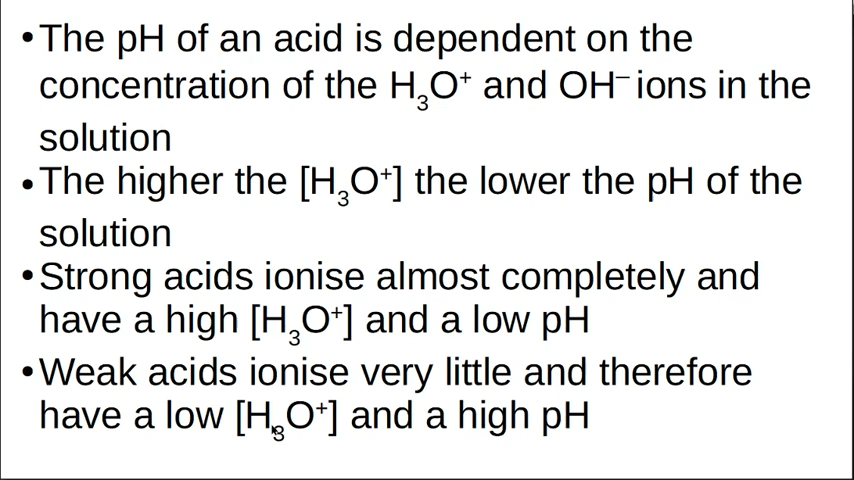 •The pH of an acid is dependent on the
concentration of the H₃O⁺ and OH⁻ ions in the
solution
•The higher the [H₃O⁺] the lower the pH of the
solution
•Strong acids ionise almost completely and
have a high [H₃O⁺] and a low pH
•Weak acids ionise very little and therefore
have a low [H₃O⁺] and a high pH